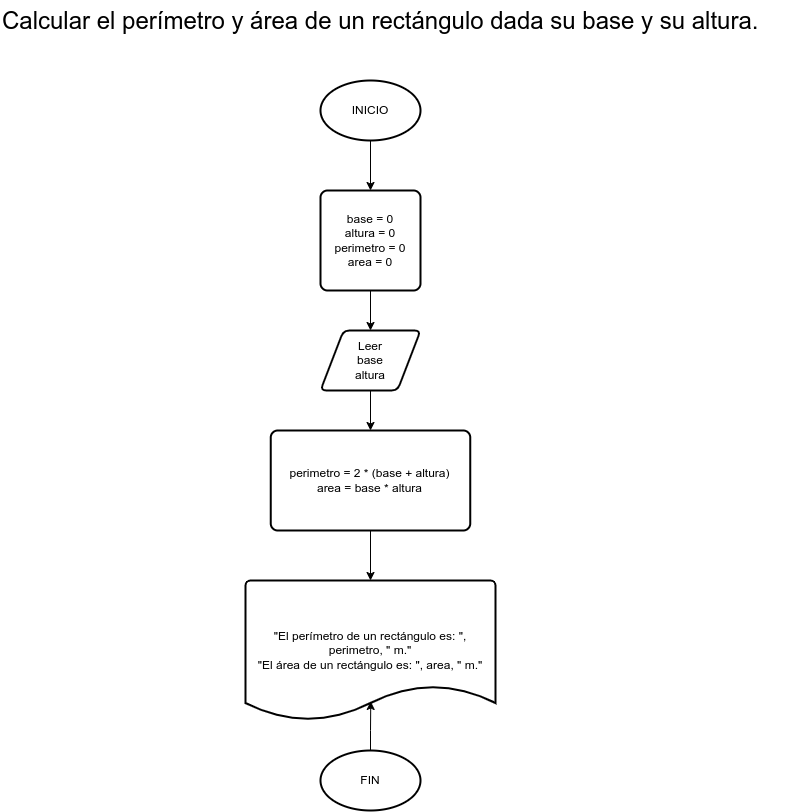 Calcular el perímetro y área de un rectángulo dada su base y su altura.
INICIO
base = 0
altura = 0
perimetro = 0
area = 0
Leer
base
altura
perimetro = 2 * (base + altura)
area = base * altura
"El perímetro de un rectángulo es: ",
perimetro, " m."
"El área de un rectángulo es: ", area, " m."
FIN